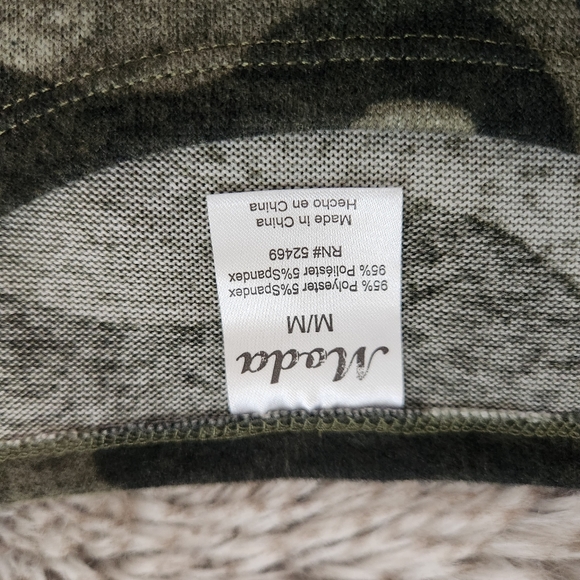 Moda
M/M
95% Polyester 5%Spandex
95% Poliéster 5%Spandex
RN# 52469
Made in China
Hecho en China